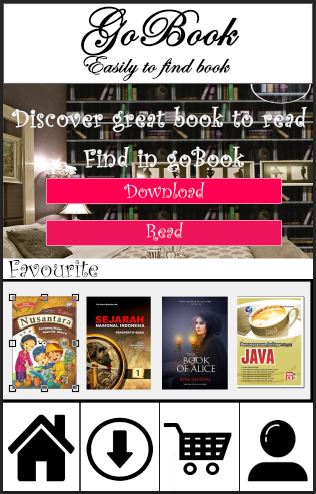 GoBook
Easily to find book
Discover great book to read
Find in goBook
Download
Read
Favourite
Nusantara
SEJARAH
NASIONAL INDONESIA
1
THE
BOOK
OF ALICE
JAVA